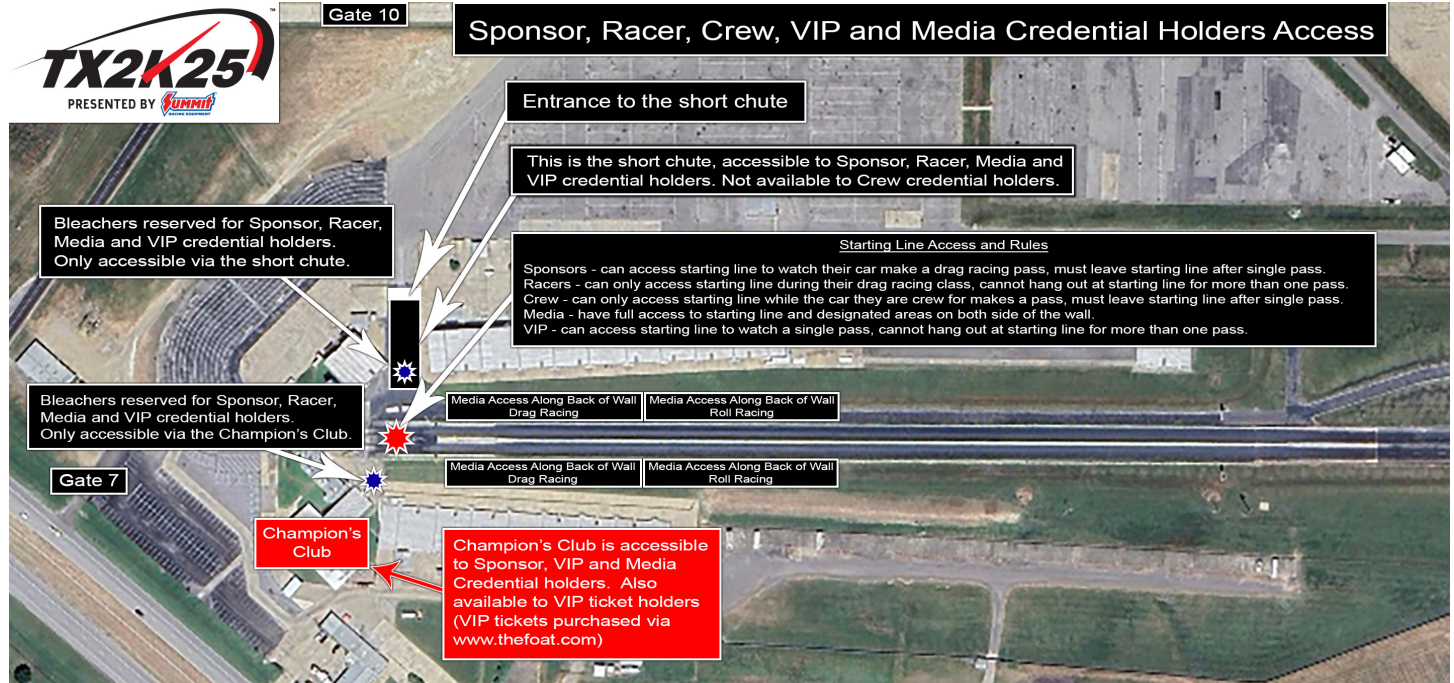 TX2K25
TM
PRESENTED BY SUMMIT
RACING EQUIPMENT
Gate 10
Sponsor, Racer, Crew, VIP and Media Credential Holders Access
Entrance to the short chute
This is the short chute, accessible to Sponsor, Racer, Media and
VIP credential holders. Not available to Crew credential holders.
Bleachers reserved for Sponsor, Racer,
Media and VIP credential holders.
Only accessible via the short chute.
Starting Line Access and Rules
Sponsors - can access starting line to watch their car make a drag racing pass, must leave starting line after single pass.
Racers - can only access starting line during their drag racing class, cannot hang out at starting line for more than one pass.
Crew - can only access starting line while the car they are crew for makes a pass, must leave starting line after single pass.
Media - have full access to starting line and designated areas on both side of the wall.
VIP - can access starting line to watch a single pass, cannot hang out at starting line for more than one pass.
Bleachers reserved for Sponsor, Racer,
Media and VIP credential holders.
Only accessible via the Champion's Club.
Media Access Along Back of Wall
Drag Racing
Media Access Along Back of Wall
Roll Racing
Gate 7
Media Access Along Back of Wall
Drag Racing
Media Access Along Back of Wall
Roll Racing
Champion's
Club
Champion's Club is accessible
to Sponsor, VIP and Media
Credential holders. Also
available to VIP ticket holders
(VIP tickets purchased via
www.thefoat.com)